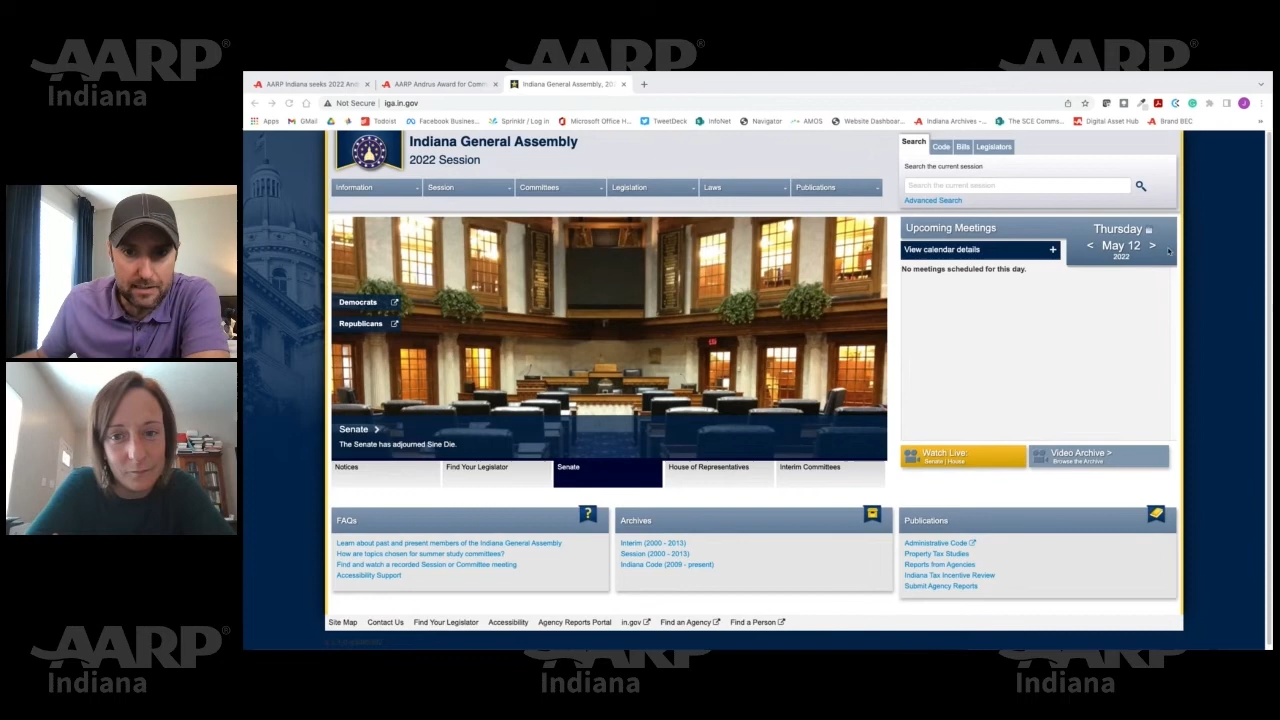 AARP®
Indiana
AARP®
AARP®
AARP Indiana seeks 2022 And
AARP Andrus Award for Comm
Indiana General Assembly, 20
Not Secure | iga.in.gov
Apps
GMail
Todoist
Facebook Busines...
Sprinklr / Log in
Microsoft Office H...
TweetDeck
InfoNet
Navigator
AMOS
Website Dashboar...
Indiana Archives -...
The SCE Comms...
Digital Asset Hub
Brand BEC
»
Indiana General Assembly
2022 Session
Information
Session
Committees
Legislation
Laws
Publications
Search
Code
Bills
Legislators
Search the current session
Search the current session
Advanced Search
Upcoming Meetings
View calendar details +
Thursday
< May 12 >
2022
No meetings scheduled for this day.
Democrats
Republicans
Senate >
The Senate has adjourned Sine Die.
Notices
Find Your Legislator
Senate
House of Representatives
Interim Committees
Watch Live:
Senate | House
Video Archive >
Browse the Archive
FAQs
?
Learn about past and present members of the Indiana General Assembly
How are topics chosen for summer study committees?
Find and watch a recorded Session or Committee meeting
Accessibility Support
Archives
Interim (2000 - 2013)
Session (2000 - 2013)
Indiana Code (2009 - present)
Publications
Administrative Code
Property Tax Studies
Reports from Agencies
Indiana Tax Incentive Review
Submit Agency Reports
Site Map
Contact Us
Find Your Legislator
Accessibility
Agency Reports Portal
in.gov
Find an Agency
Find a Person
AARP®
Indiana
AARP
Indiana
AARP
Indiana